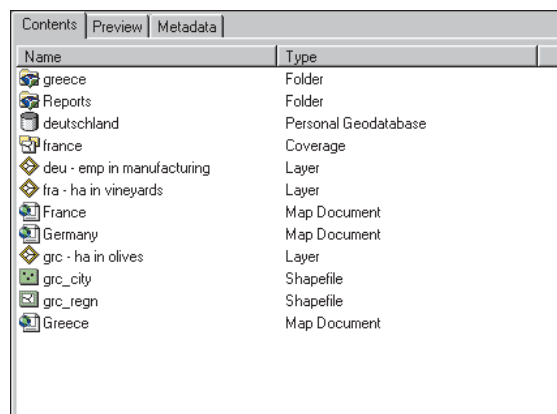 Contents Preview Metadata
Name Type
greece Folder
Reports Folder
deutschland Personal Geodatabase
france Coverage
deu - emp in manufacturing Layer
fra - ha in vineyards Layer
France Map Document
Germany Map Document
grc - ha in olives Layer
grc_city Shapefile
grc_regn Shapefile
Greece Map Document